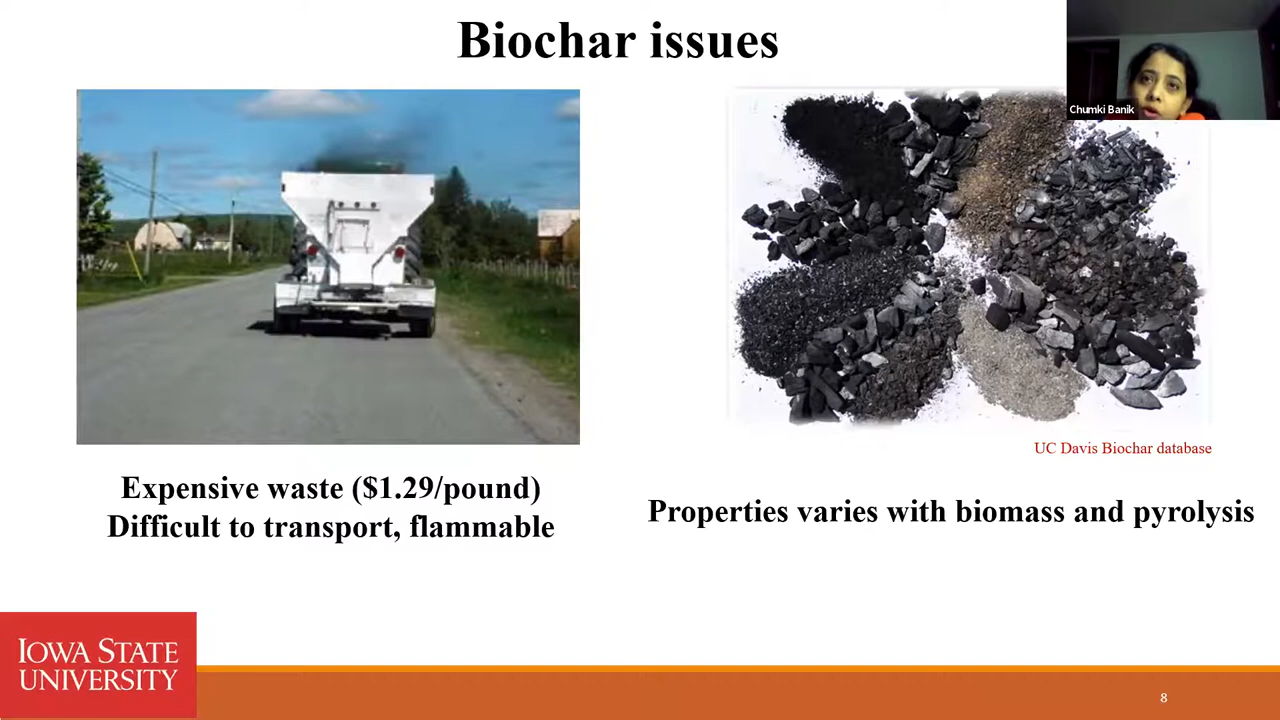 Biochar issues
Chumki Banik
UC Davis Biochar database
Expensive waste ($1.29/pound)
Difficult to transport, flammable
Properties varies with biomass and pyrolysis
IOWA STATE
UNIVERSITY
8